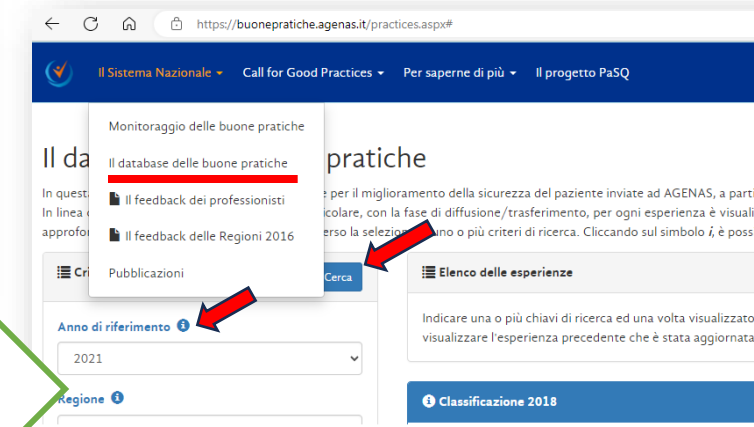 https://buonepratiche.agenas.it/practices.aspx#
Il Sistema Nazionale Call for Good Practices Per saperne di più Il progetto PaSQ
Monitoraggio delle buone pratiche
Il database delle buone pratiche
Il feedback dei professionisti
Il feedback delle Regioni 2016
Pubblicazioni
Il da pratiche
In quest e per il miglioramento della sicurezza del paziente inviate ad AGENAS, a parti
In linea colare, con la fase di diffusione/trasferimento, per ogni esperienza è visuali
approfon erso la selezione uno o più criteri di ricerca. Cliccando sul simbolo i, è poss
Cri Cerca
Elenco delle esperienze
Anno di riferimento
2021
Regione
Indicare una o più chiavi di ricerca ed una volta visualizzato
visualizzare l'esperienza precedente che è stata aggiornata
Classificazione 2018